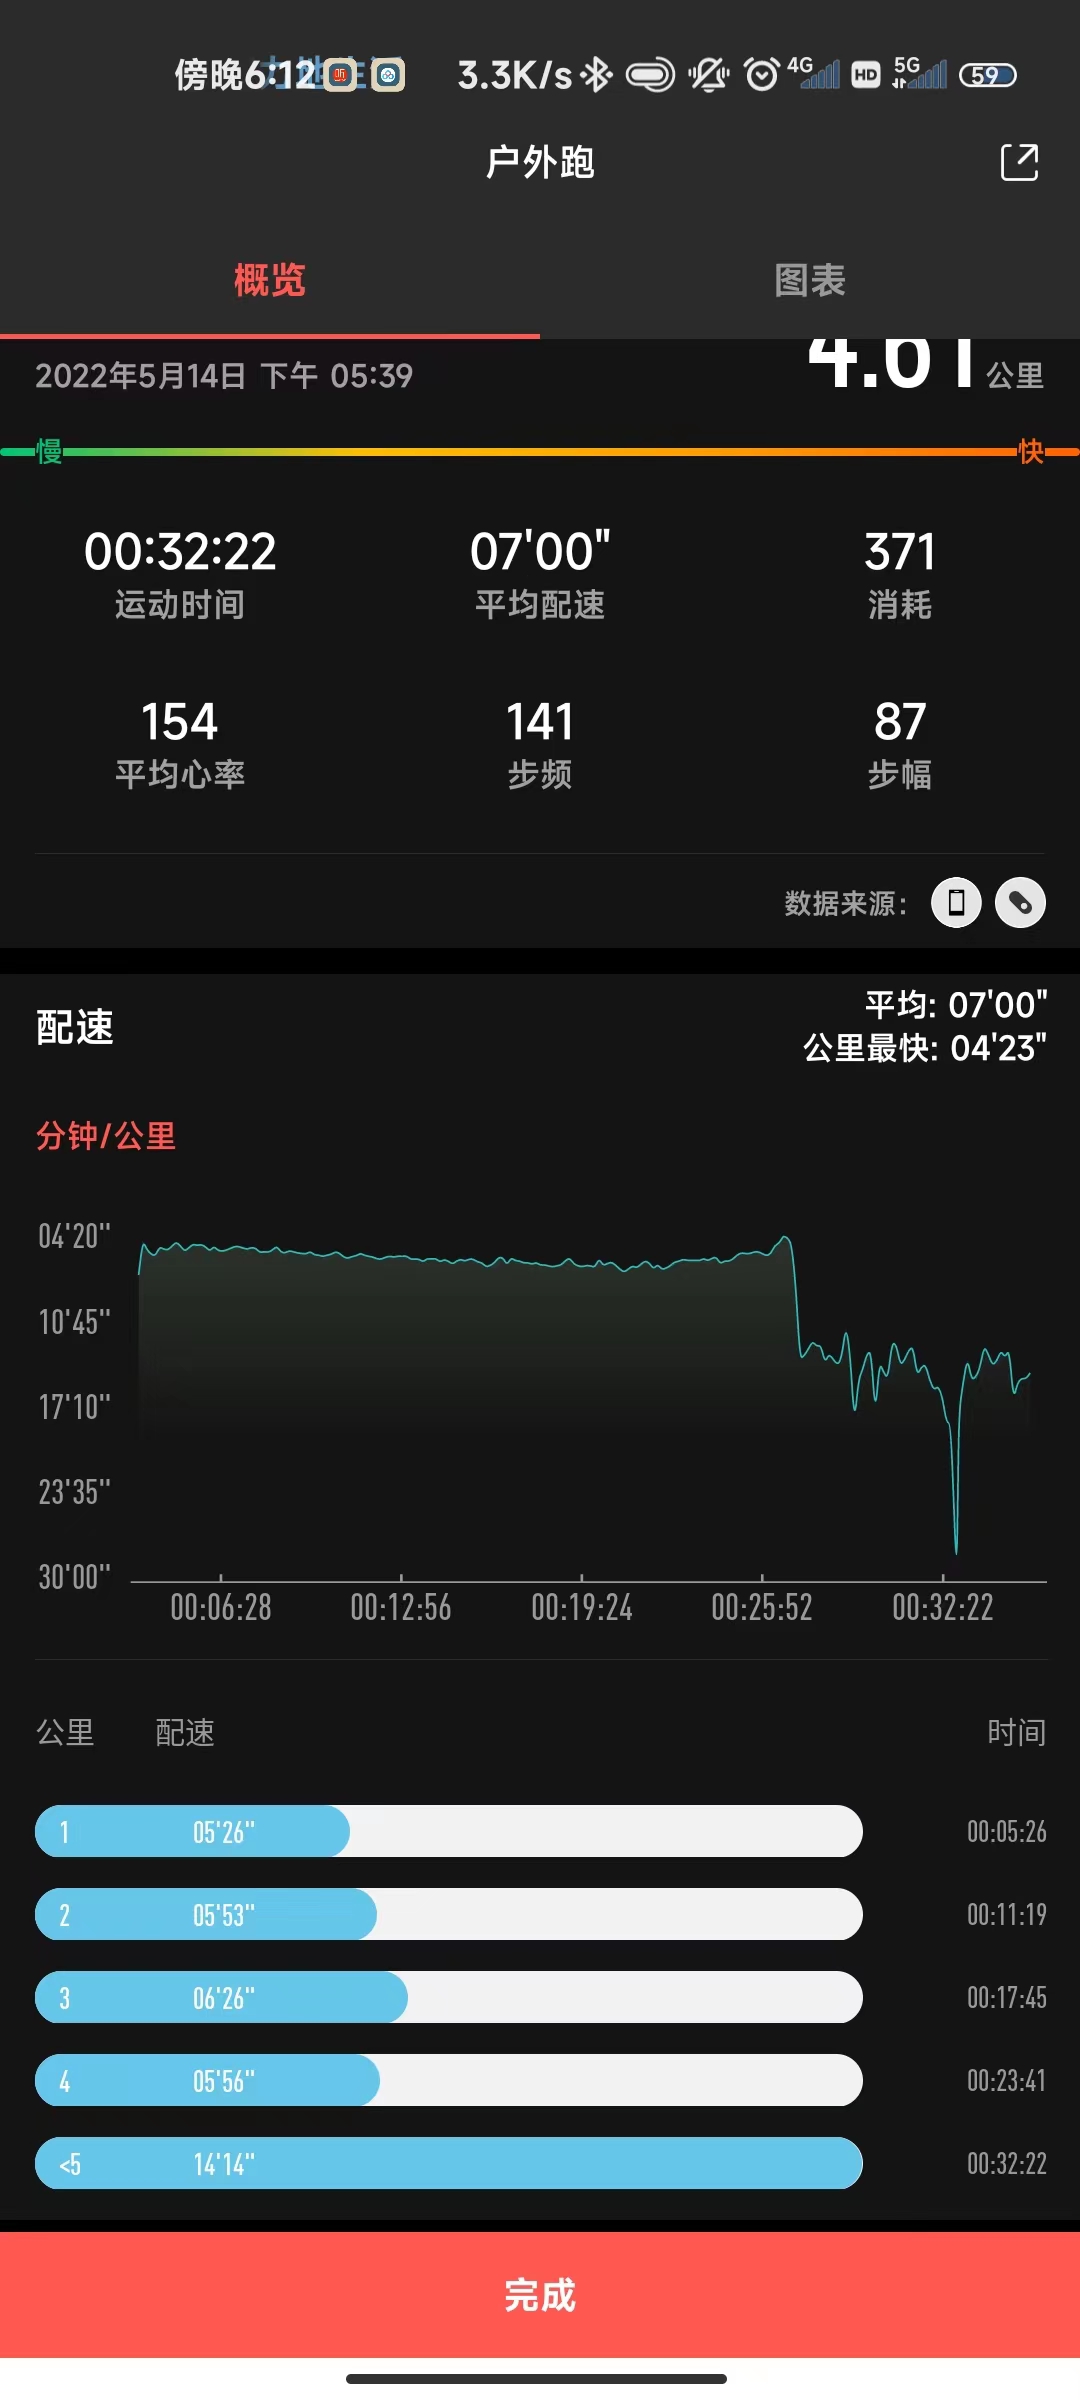 傍晚6:12
3.3K/s 4G HD 5G 59
户外跑
概览 图表
2022年5月14日 下午 05:39 4.61 公里
慢 快
00:32:22 07'00" 371
运动时间 平均配速 消耗
154 141 87
平均心率 步频 步幅
数据来源：
配速
平均: 07'00"
公里最快: 04'23"
分钟/公里
04'20"
10'45"
17'10"
23'35"
30'00"
00:06:28 00:12:56 00:19:24 00:25:52 00:32:22
公里 配速 时间
1 05'26" 00:05:26
2 05'53" 00:11:19
3 06'26" 00:17:45
4 05'56" 00:23:41
<5 14'14" 00:32:22
完成